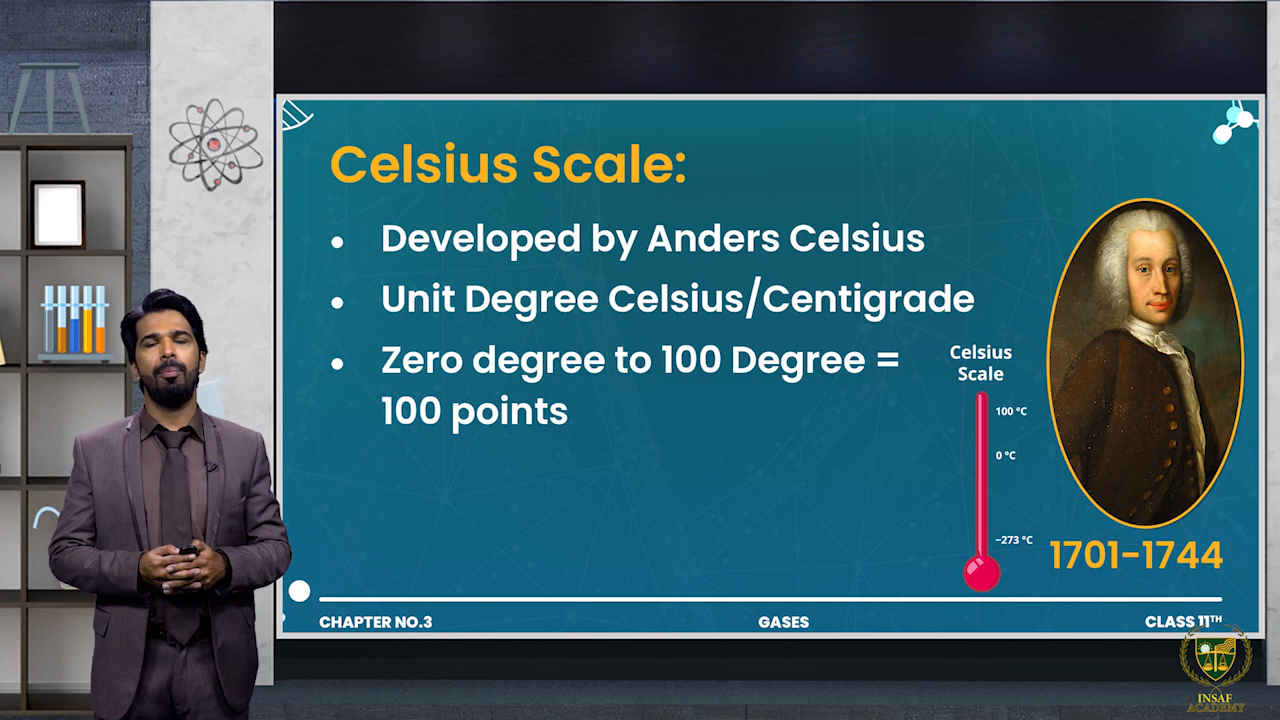 Celsius Scale:
• Developed by Anders Celsius
• Unit Degree Celsius/Centigrade
• Zero degree to 100 Degree =
100 points
Celsius
Scale
100 °C
0 °C
-273 °C
1701-1744
CHAPTER NO.3
GASES
CLASS 11TH
INSAF
ACADEMY